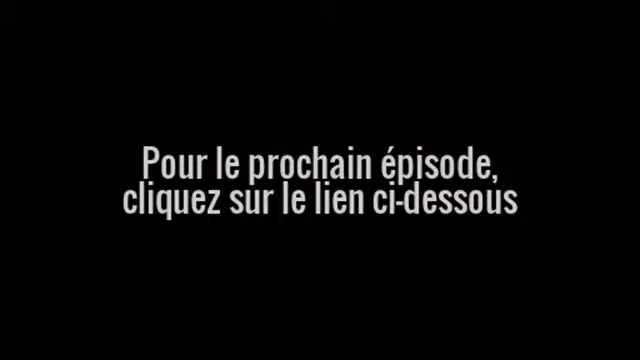 Pour le prochain épisode,
cliquez sur le lien ci-dessous